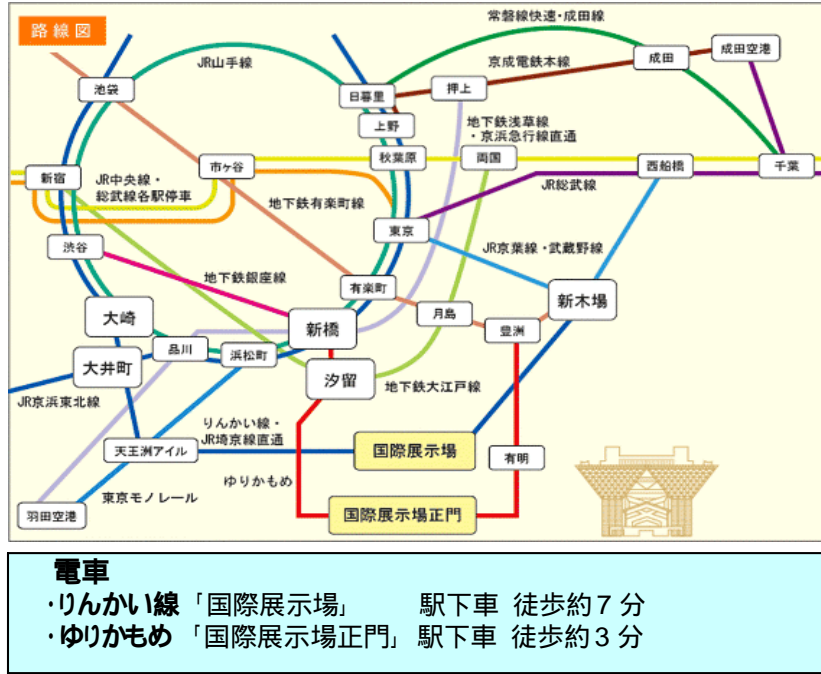 路線図
常磐線快速・成田線
JR山手線
京成電鉄本線
成田
成田空港
池袋
日暮里
押上
上野
地下鉄浅草線
・京浜急行線直通
秋葉原
両国
西船橋
千葉
新宿
市ヶ谷
JR中央線・
総武線各駅停車
JR総武線
地下鉄有楽町線
東京
渋谷
JR京葉線・武蔵野線
地下鉄銀座線
有楽町
新木場
大崎
新橋
月島
豊洲
品川
浜松町
大井町
汐留
地下鉄大江戸線
JR京浜東北線
りんかい線・
JR埼京線直通
天王洲アイル
国際展示場
有明
ゆりかもめ
東京モノレール
羽田空港
国際展示場正門
電車
・りんかい線「国際展示場」 駅下車 徒歩約7分
・ゆりかもめ「国際展示場正門」駅下車 徒歩約3分